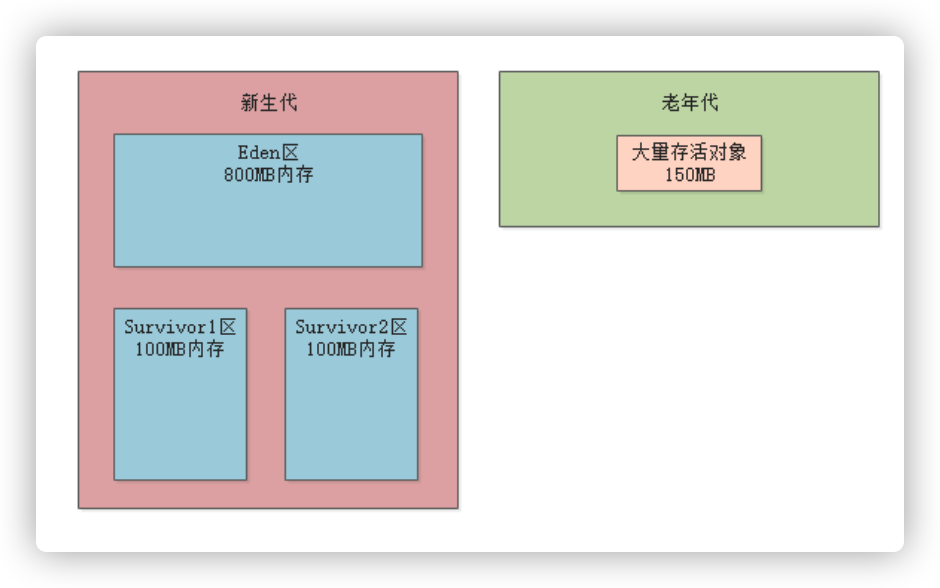 新生代
Eden区
800MB内存
Survivor1区
100MB内存
Survivor2区
100MB内存
老年代
大量存活对象
150MB